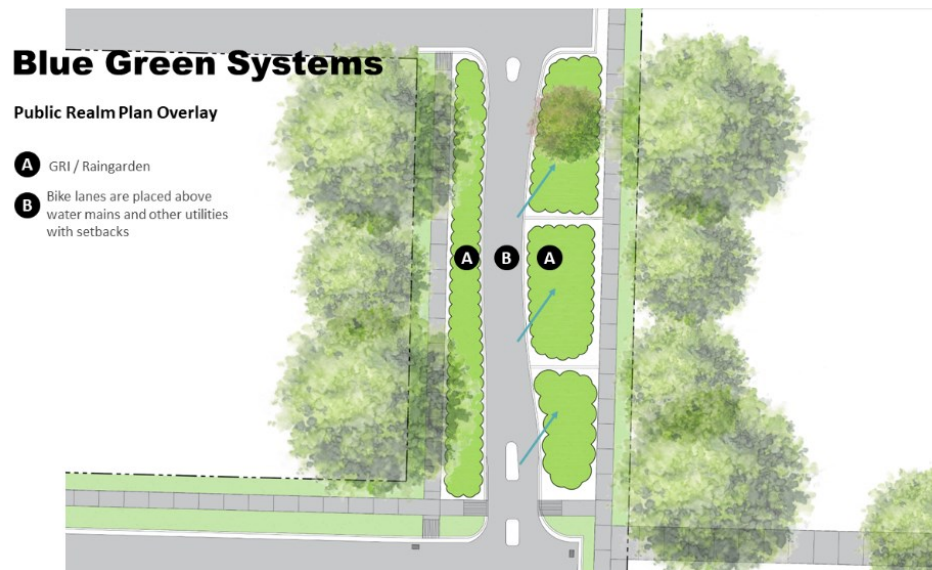 Blue Green Systems
Public Realm Plan Overlay
A GRI / Raingarden
B Bike lanes are placed above
water mains and other utilities
with setbacks
A B A